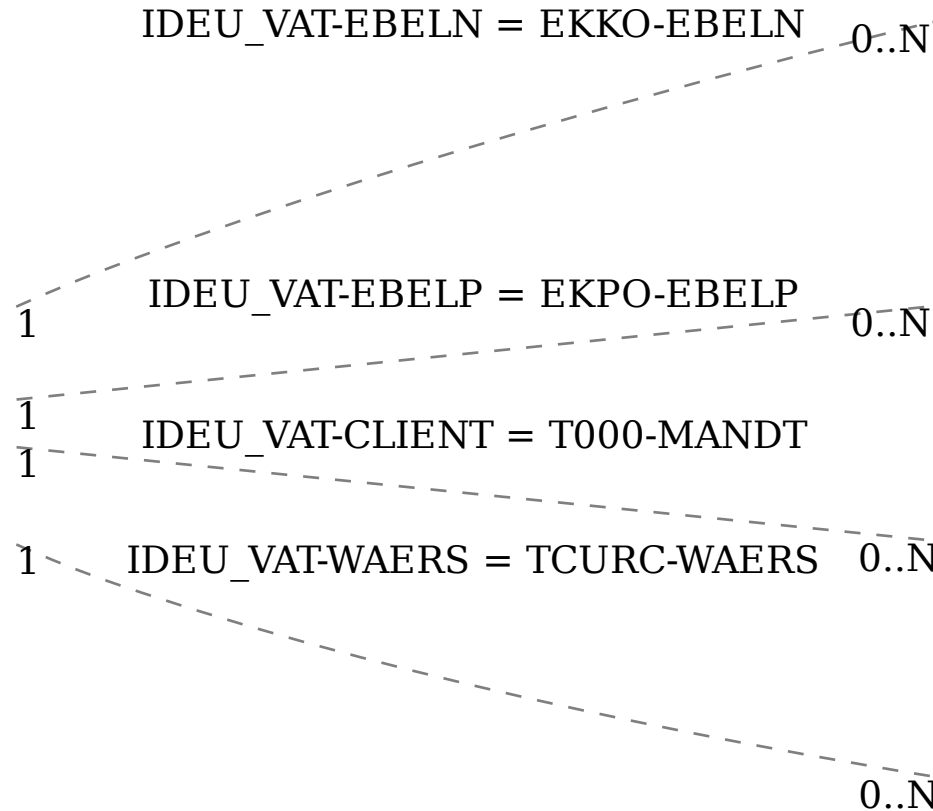 IDEU_VAT-EBELN = EKKO-EBELN
0..N
IDEU_VAT-EBELP = EKPO-EBELP
1
0..N
1
IDEU_VAT-CLIENT = T000-MANDT
1
1
IDEU_VAT-WAERS = TCURC-WAERS
0..N
0..N